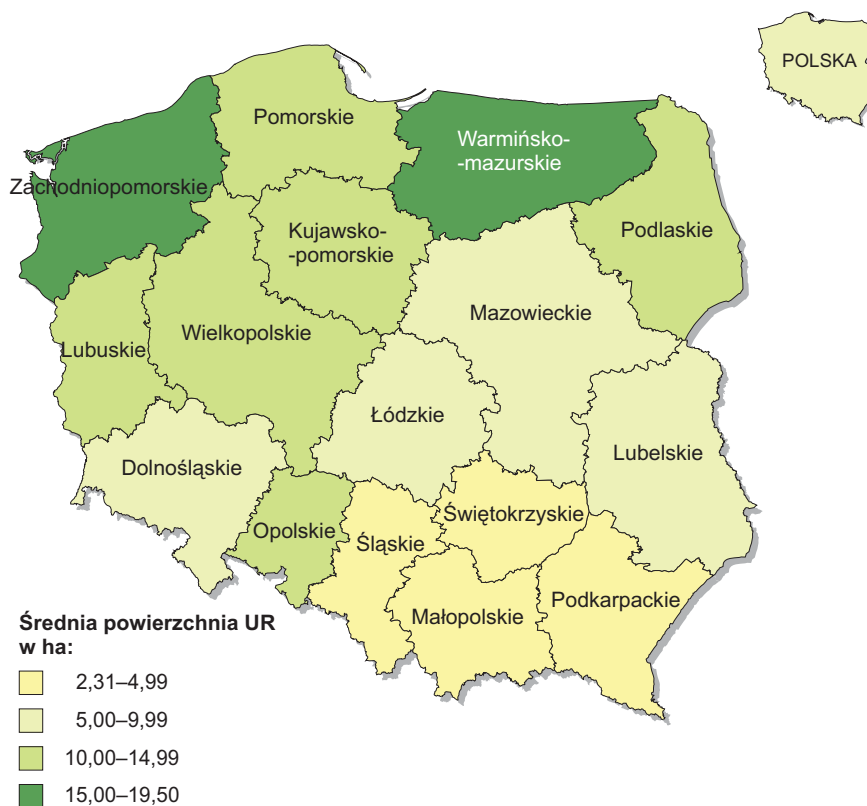 POLSKA
Pomorskie
Warmińsko-
-mazurskie
Zachodniopomorskie
Podlaskie
Kujawsko-
-pomorskie
Mazowieckie
Wielkopolskie
Lubuskie
Łódzkie
Lubelskie
Dolnośląskie
Świętokrzyskie
Opolskie
Śląskie
Podkarpackie
Małopolskie
Średnia powierzchnia UR
w ha:
2,31–4,99
5,00–9,99
10,00–14,99
15,00–19,50